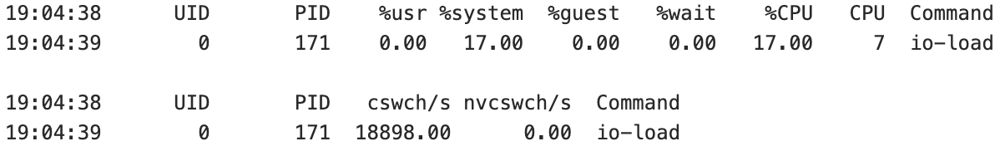 19:04:38 UID PID %usr %system %guest %wait %CPU CPU Command
19:04:39 0 171 0.00 17.00 0.00 0.00 17.00 7 io-load
19:04:38 UID PID cswch/s nvcswch/s Command
19:04:39 0 171 18898.00 0.00 io-load